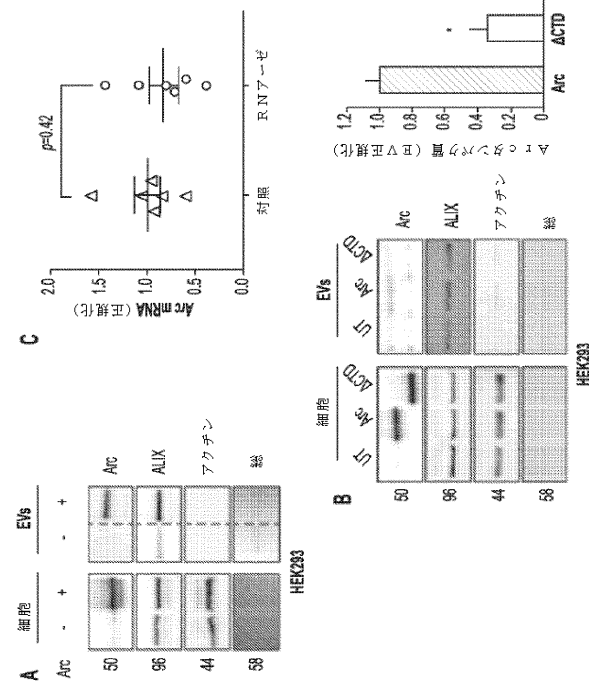 A
細胞
EVs
Arc - + - +
50 Arc
96 ALIX
44 アクチン
58 総
HEK293
C
Arc mRNA (正規化)
2.0
1.5
1.0
0.5
0.0
p=0.42
対照
RNアーゼ
B
細胞
EVs
UT Arc ΔCTD UT Arc ΔCTD
50 Arc
96 ALIX
44 アクチン
58 総
HEK293
Arcタンパク質 (EV正規化)
1.2
1.0
0.8
0.6
0.4
0.2
0
*
Arc
ΔCTD